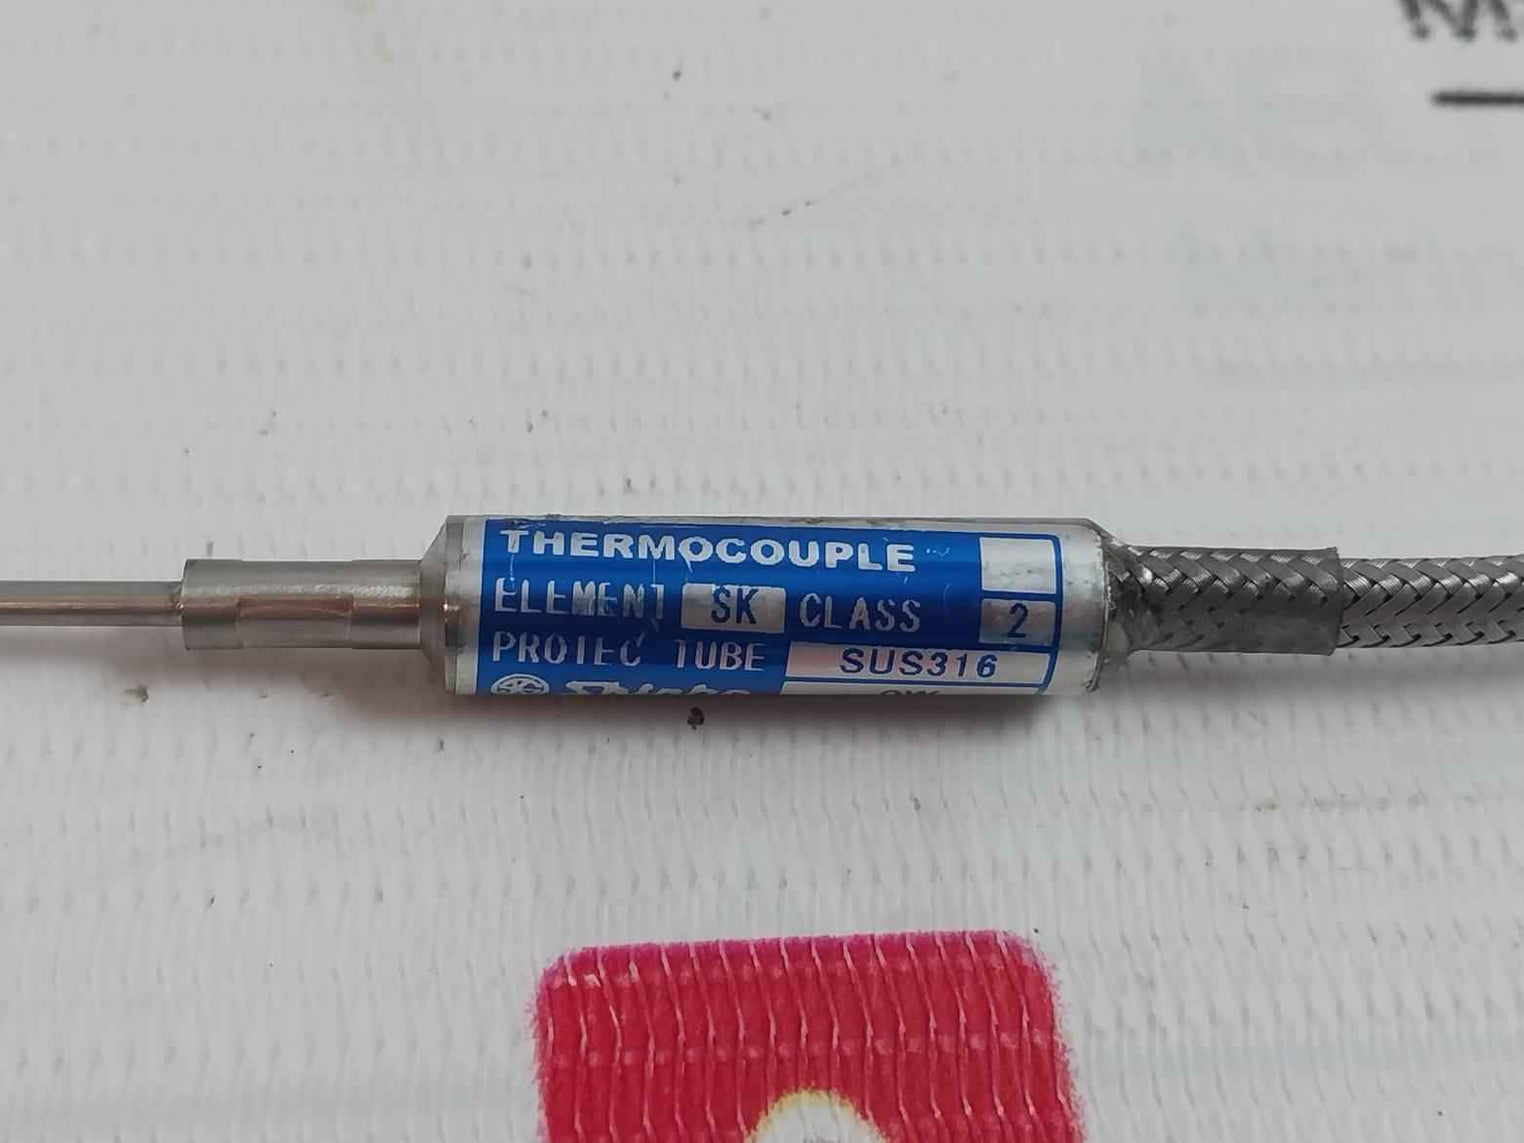 THERMOCOUPLE
ELEMENT SK CLASS 2
PROTEC TUBE SUS316